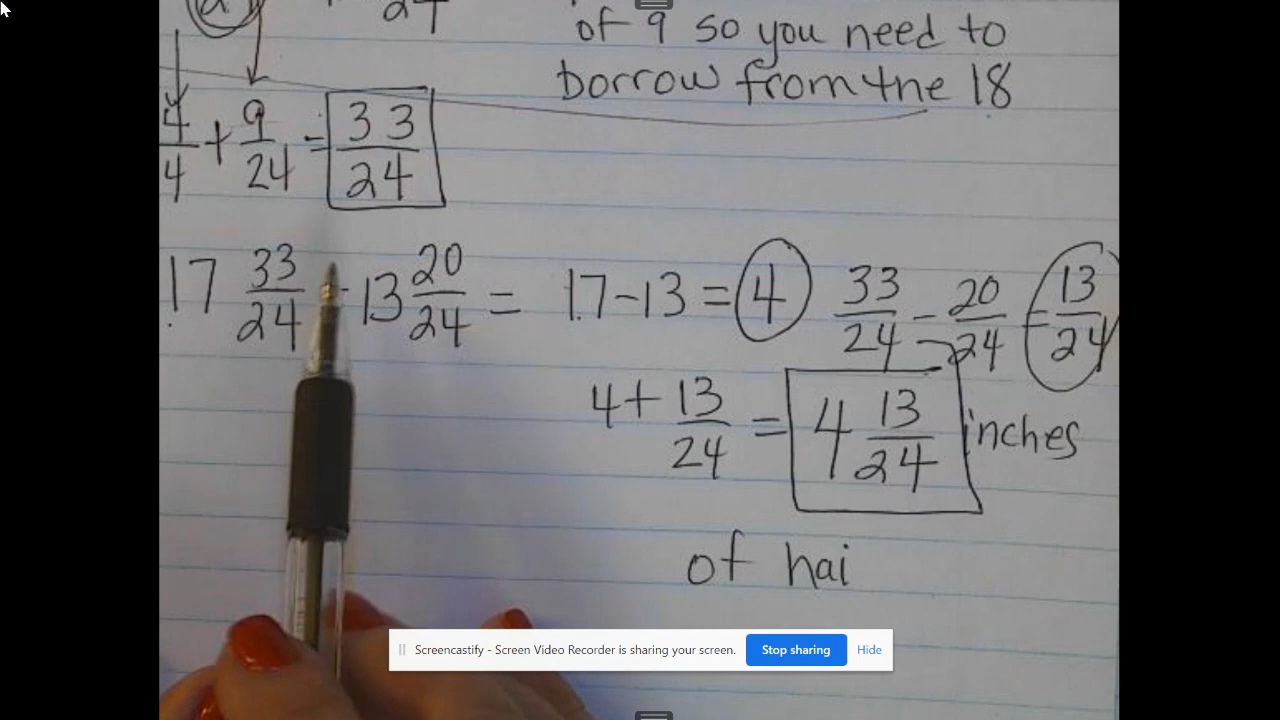 24
of 9 so you need to
borrow from the 18
4/4 + 9/24 = 33/24
17 33/24 - 13 20/24 = 17 - 13 = 4 33/24 - 20/24 = 13/24
4 + 13/24 = 4 13/24 inches
of hai
Screencastify - Screen Video Recorder is sharing your screen. Stop sharing Hide